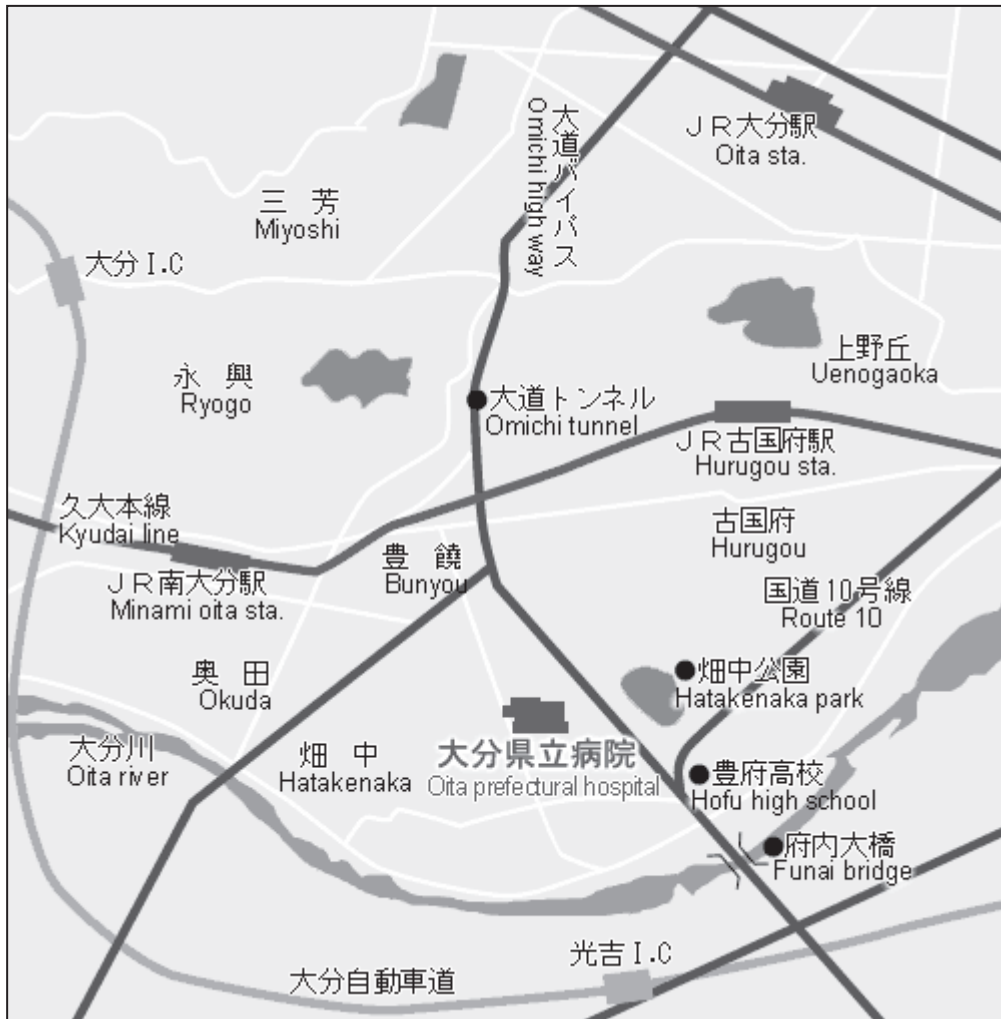 ＪＲ大分駅
Oita sta.
大道バイパス
Omichi high way
三 芳
Miyoshi
大分 I.C
上野丘
Uenogaoka
永 興
Ryogo
大道トンネル
Omichi tunnel
ＪＲ古国府駅
Hurugou sta.
久大本線
Kyudai line
古国府
Hurugou
豊 饒
Bunyou
ＪＲ南大分駅
Minami oita sta.
国道10号線
Route 10
奥 田
Okuda
畑中公園
Hatakenaka park
大分川
Oita river
畑 中
Hatakenaka
大分県立病院
Oita prefectural hospital
豊府高校
Hofu high school
府内大橋
Funai bridge
光吉 I.C
大分自動車道